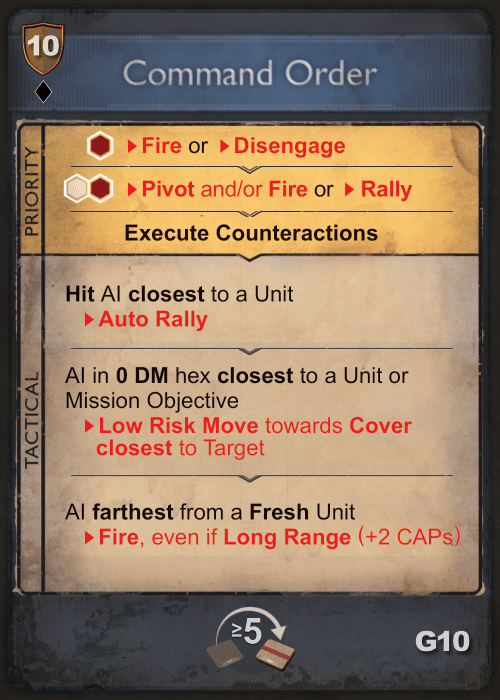 10
Command Order
PRIORITY
▶Fire or ▶Disengage
▶Pivot and/or Fire or ▶Rally
Execute Counteractions
TACTICAL
Hit AI closest to a Unit
▶Auto Rally
AI in 0 DM hex closest to a Unit or
Mission Objective
▶Low Risk Move towards Cover
closest to Target
AI farthest from a Fresh Unit
▶Fire, even if Long Range (+2 CAPs)
≥5
G10